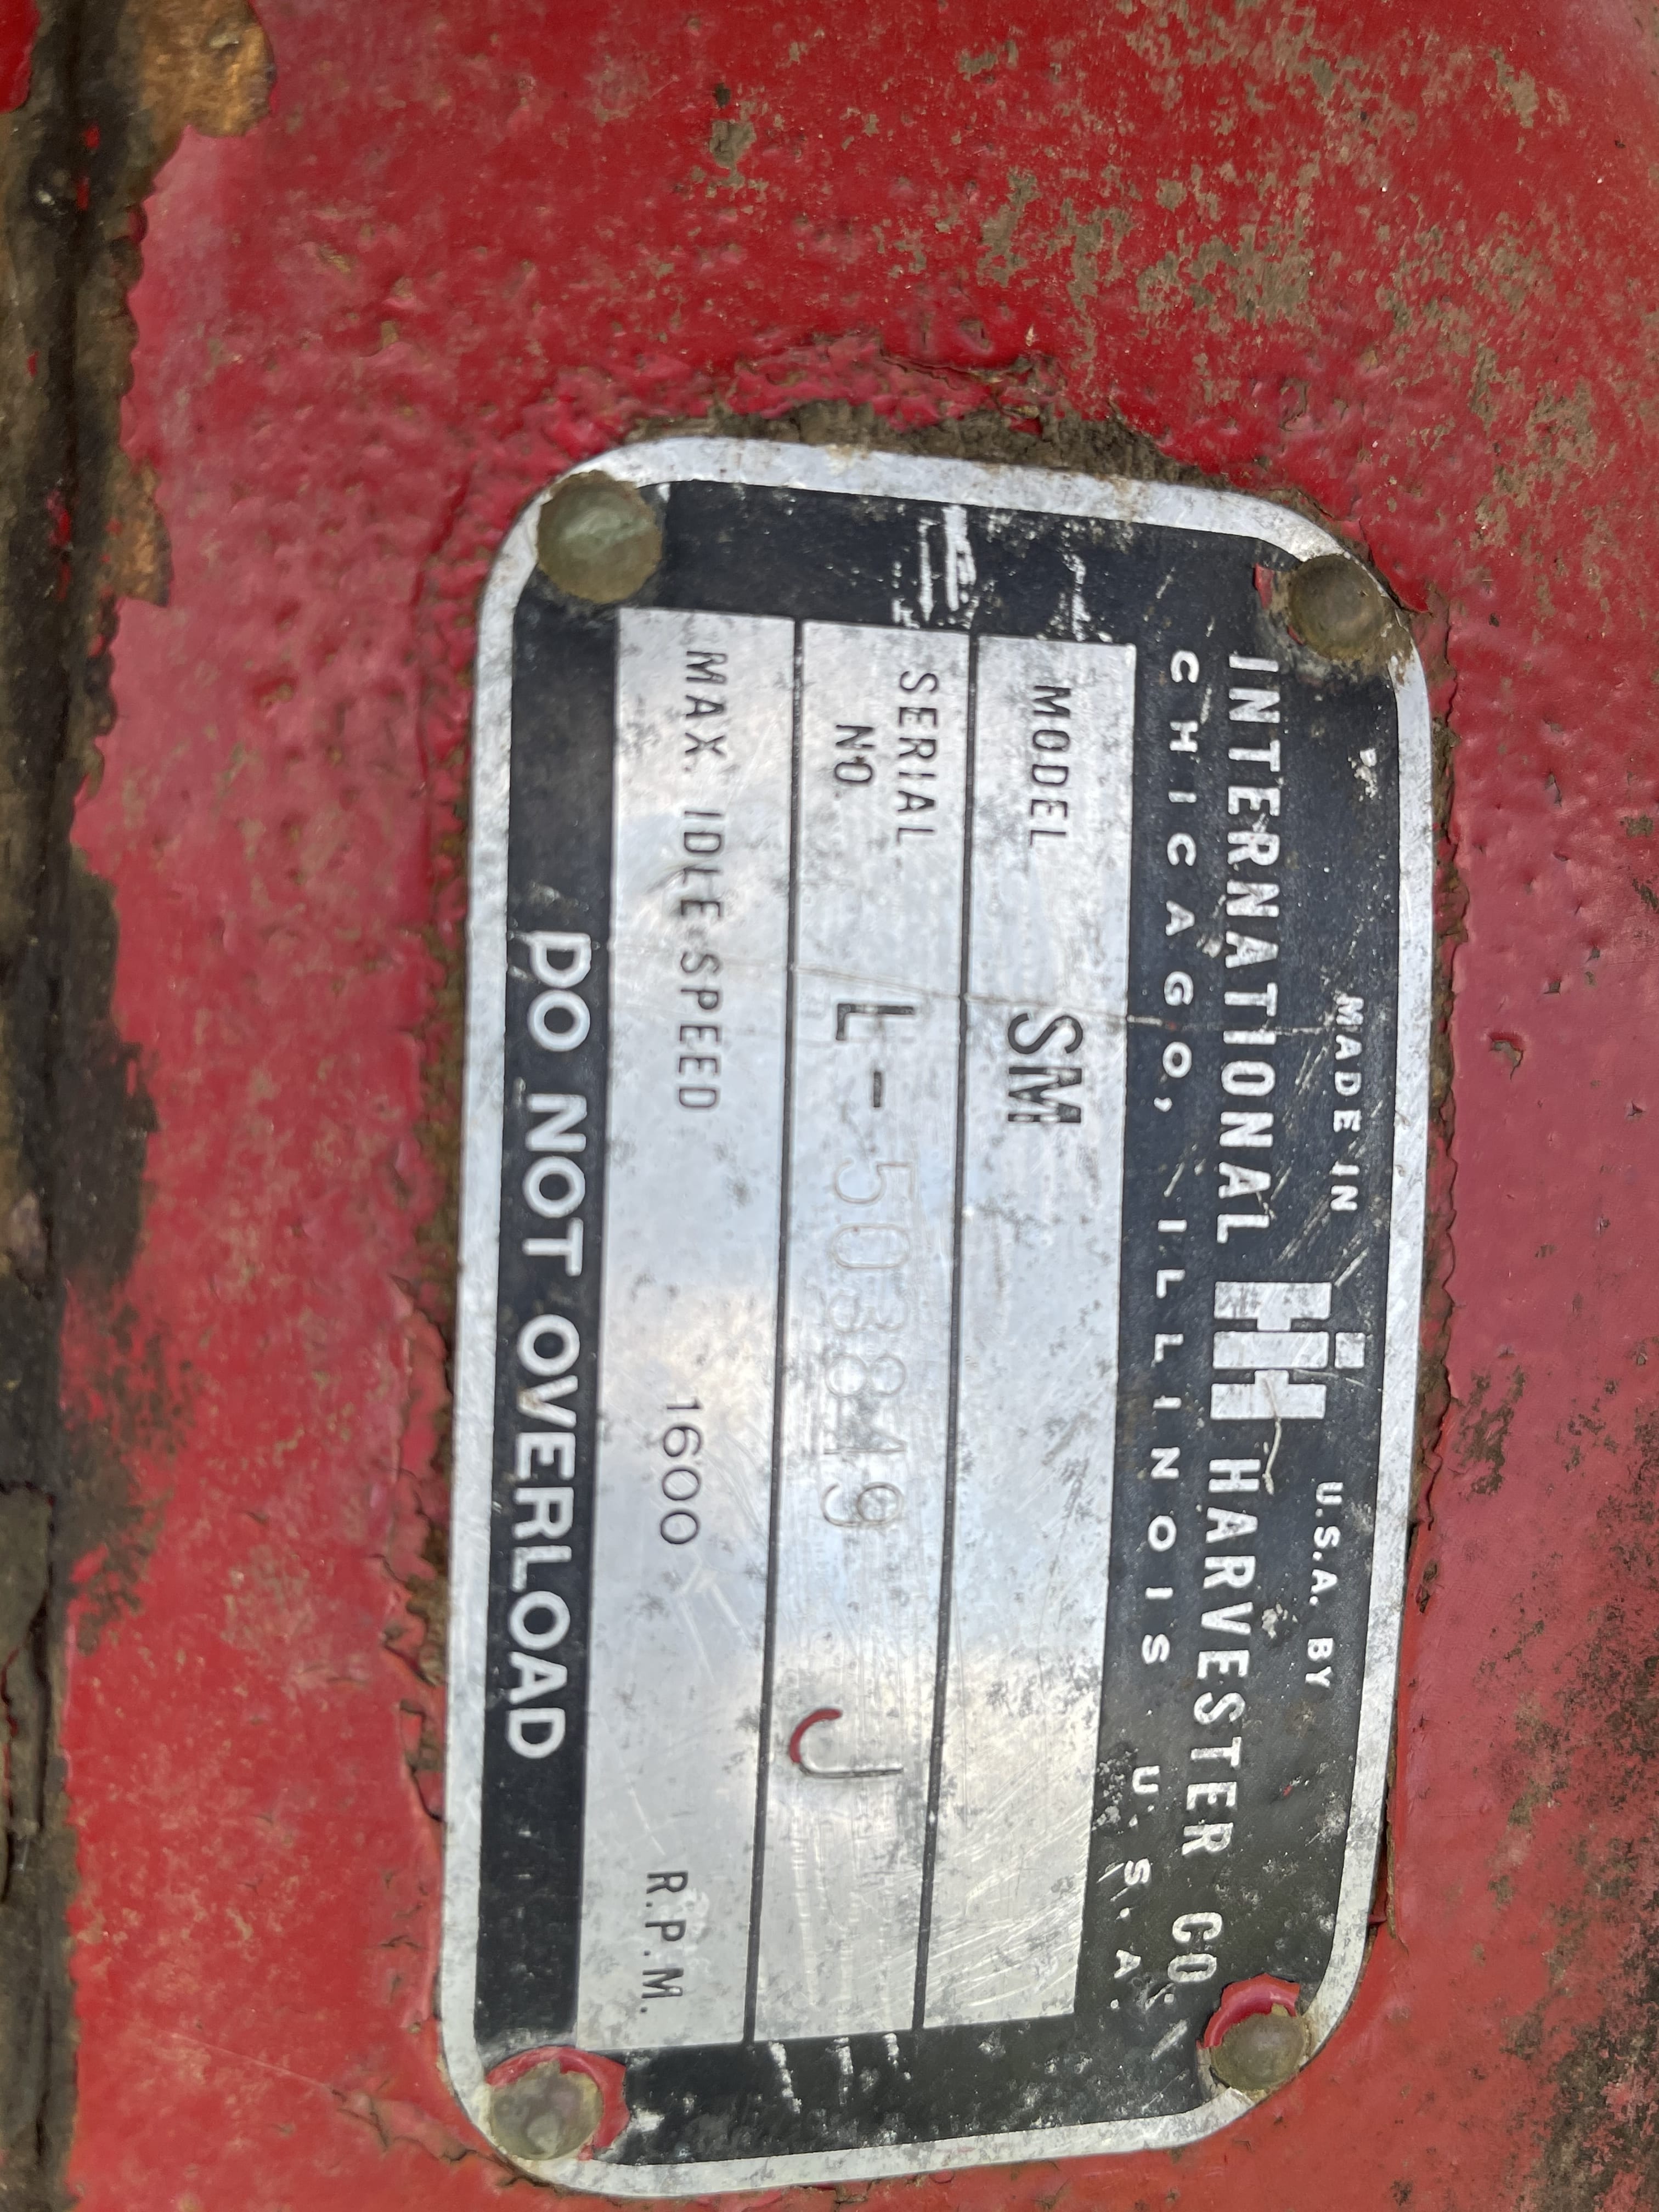 MADE IN U.S.A. BY
INTERNATIONAL IH HARVESTER CO.
CHICAGO, ILLINOIS U.S.A.
MODEL SM
SERIAL NO. L-503849 J
MAX. IDLE SPEED 1600 R.P.M.
DO NOT OVERLOAD